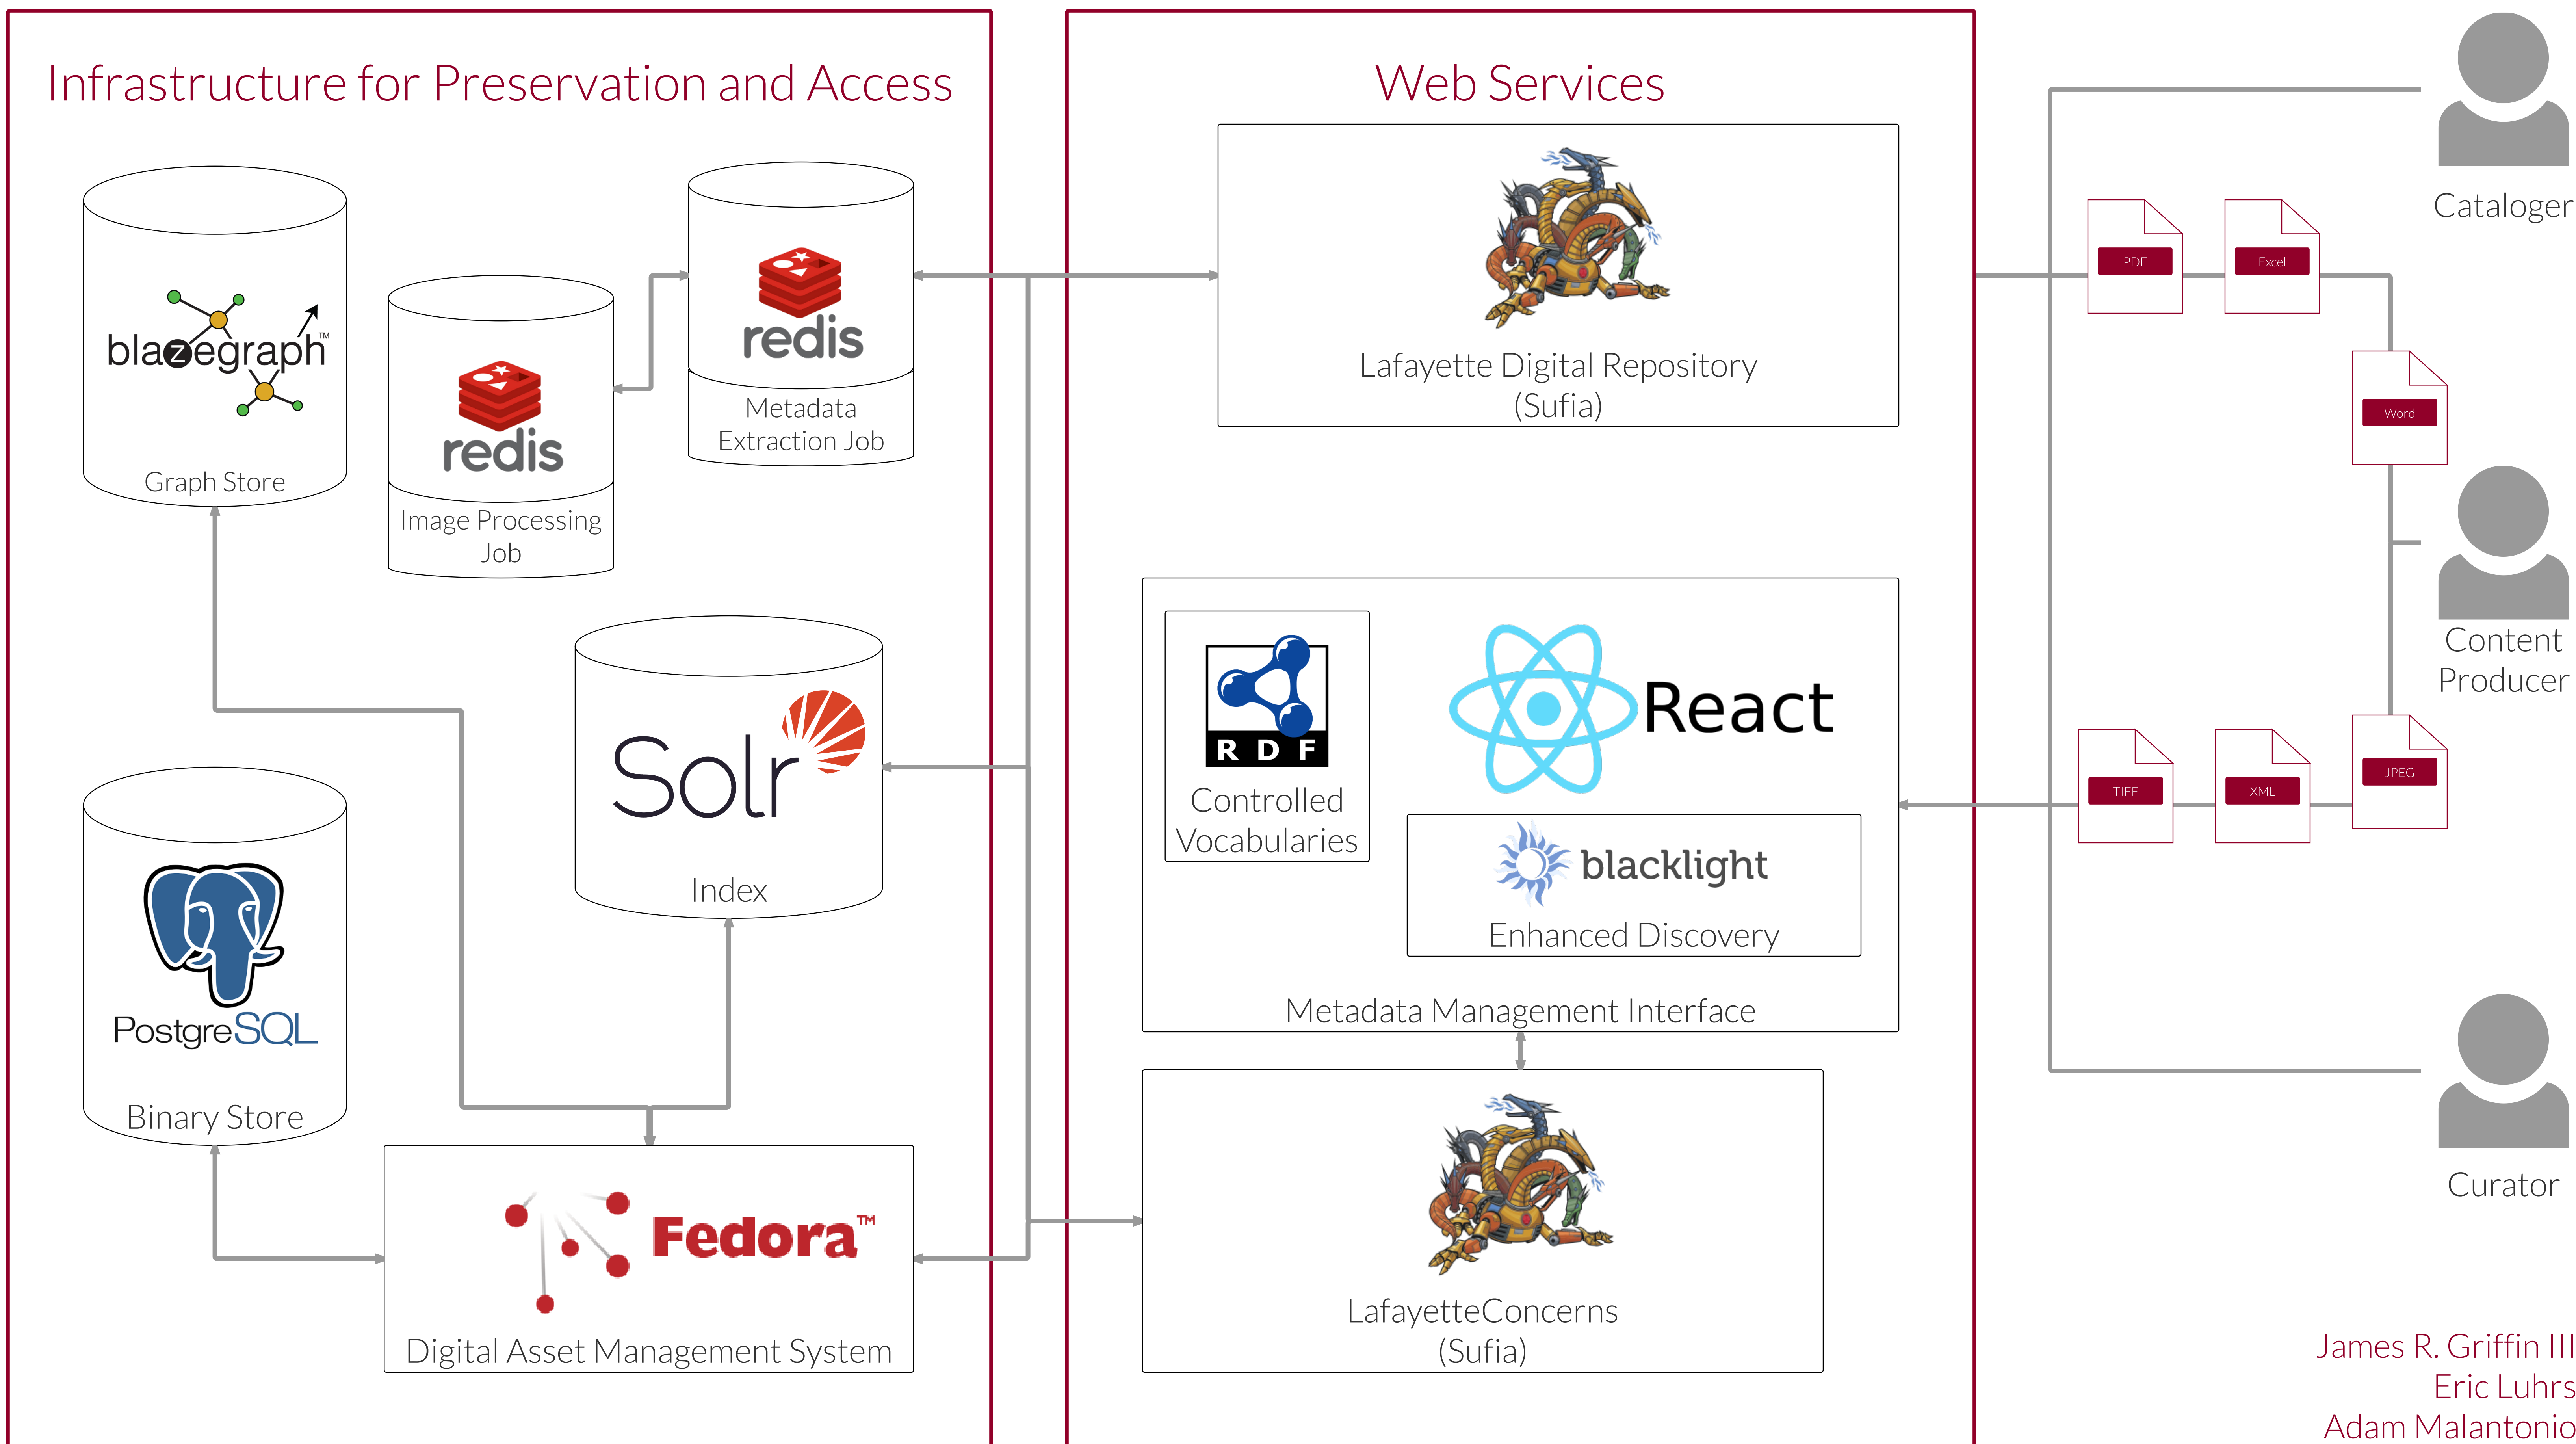 Infrastructure for Preservation and Access
blazegraph™
Graph Store
redis
Image Processing
Job
redis
Metadata
Extraction Job
Solr
Index
PostgreSQL
Binary Store
Fedora™
Digital Asset Management System
Web Services
Lafayette Digital Repository
(Sufia)
RDF
Controlled
Vocabularies
React
blacklight
Enhanced Discovery
Metadata Management Interface
LafayetteConcerns
(Sufia)
Cataloger
PDF
Excel
Word
Content
Producer
TIFF
XML
JPEG
Curator
James R. Griffin III
Eric Luhrs
Adam Malantonio